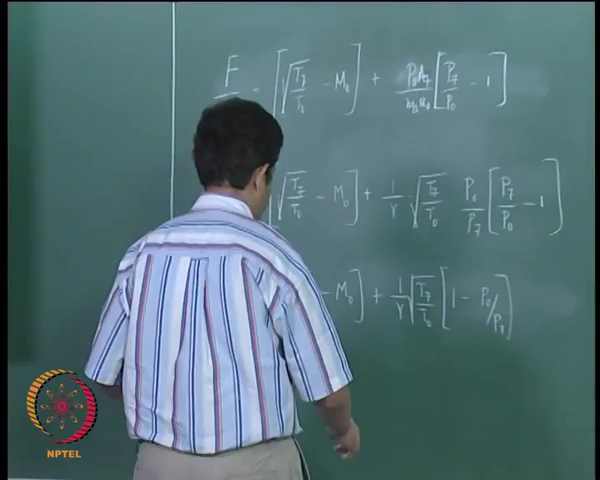 F = [√(T₇/T₀) - M₀] + P₀A₇/ṁₐa₀ [P₇/P₀ - 1]
√(T₇/T₀) - M₀] + 1/γ √(T₇/T₀) P₀/P₇ [P₇/P₀ - 1]
- M₀] + 1/γ √(T₇/T₀) [1 - P₀/P₇]
NPTEL